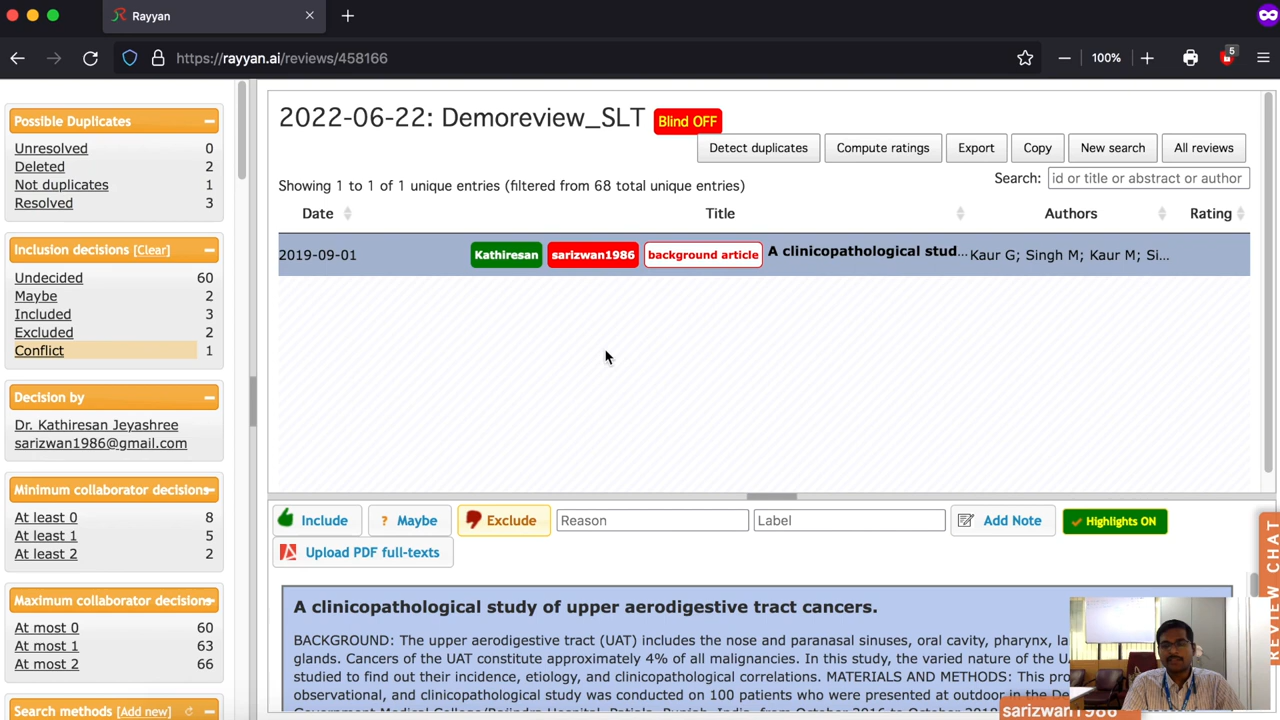 Rayyan
https://rayyan.ai/reviews/458166
100%
5
Possible Duplicates
Unresolved 0
Deleted 2
Not duplicates 1
Resolved 3
Inclusion decisions [Clear]
Undecided 60
Maybe 2
Included 3
Excluded 2
Conflict 1
Decision by
Dr. Kathiresan Jeyashree
sarizwan1986@gmail.com
Minimum collaborator decisions
At least 0 8
At least 1 5
At least 2 2
Maximum collaborator decisions
At most 0 60
At most 1 63
At most 2 66
Search methods [Add new]
2022-06-22: Demoreview_SLT Blind OFF
Detect duplicates Compute ratings Export Copy New search All reviews
Showing 1 to 1 of 1 unique entries (filtered from 68 total unique entries)
Search: id or title or abstract or author
Date Title Authors Rating
2019-09-01 Kathiresan sarizwan1986 background article A clinicopathological stud... Kaur G; Singh M; Kaur M; Si...
Include ? Maybe Exclude Reason Label Add Note Highlights ON
Upload PDF full-texts
A clinicopathological study of upper aerodigestive tract cancers.
BACKGROUND: The upper aerodigestive tract (UAT) includes the nose and paranasal sinuses, oral cavity, pharynx,
glands. Cancers of the UAT constitute approximately 4% of all malignancies. In this study, the varied nature of the
studied to find out their incidence, etiology, and clinicopathological correlations. MATERIALS AND METHODS: This
observational, and clinicopathological study was conducted on 100 patients who were presented at outdoor in the
REVIEW CHAT
sarizwan1986